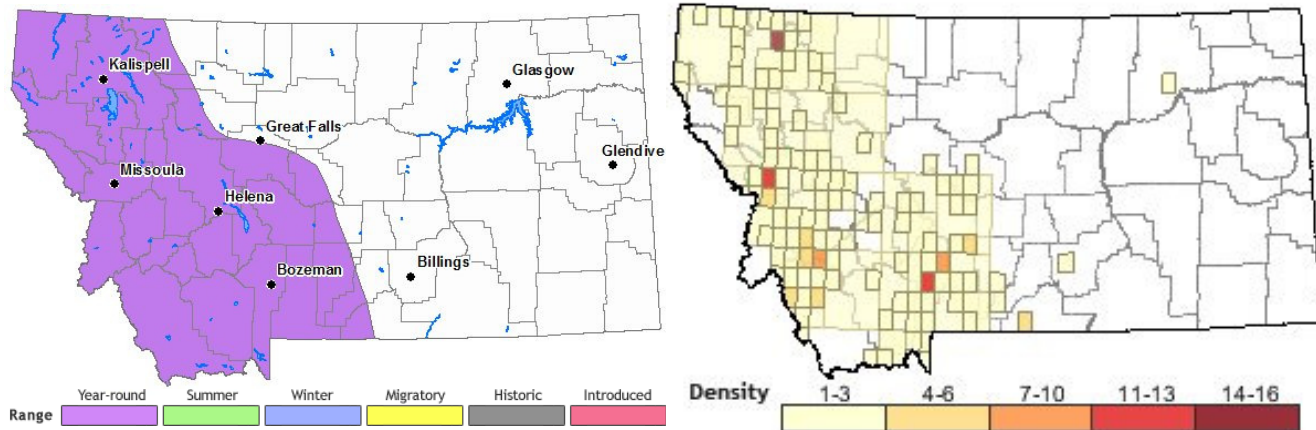 Kalispell
Glasgow
Great Falls
Glendive
Missoula
Helena
Bozeman
Billings
Year-round Summer Winter Migratory Historic Introduced
Range
Density 1-3 4-6 7-10 11-13 14-16